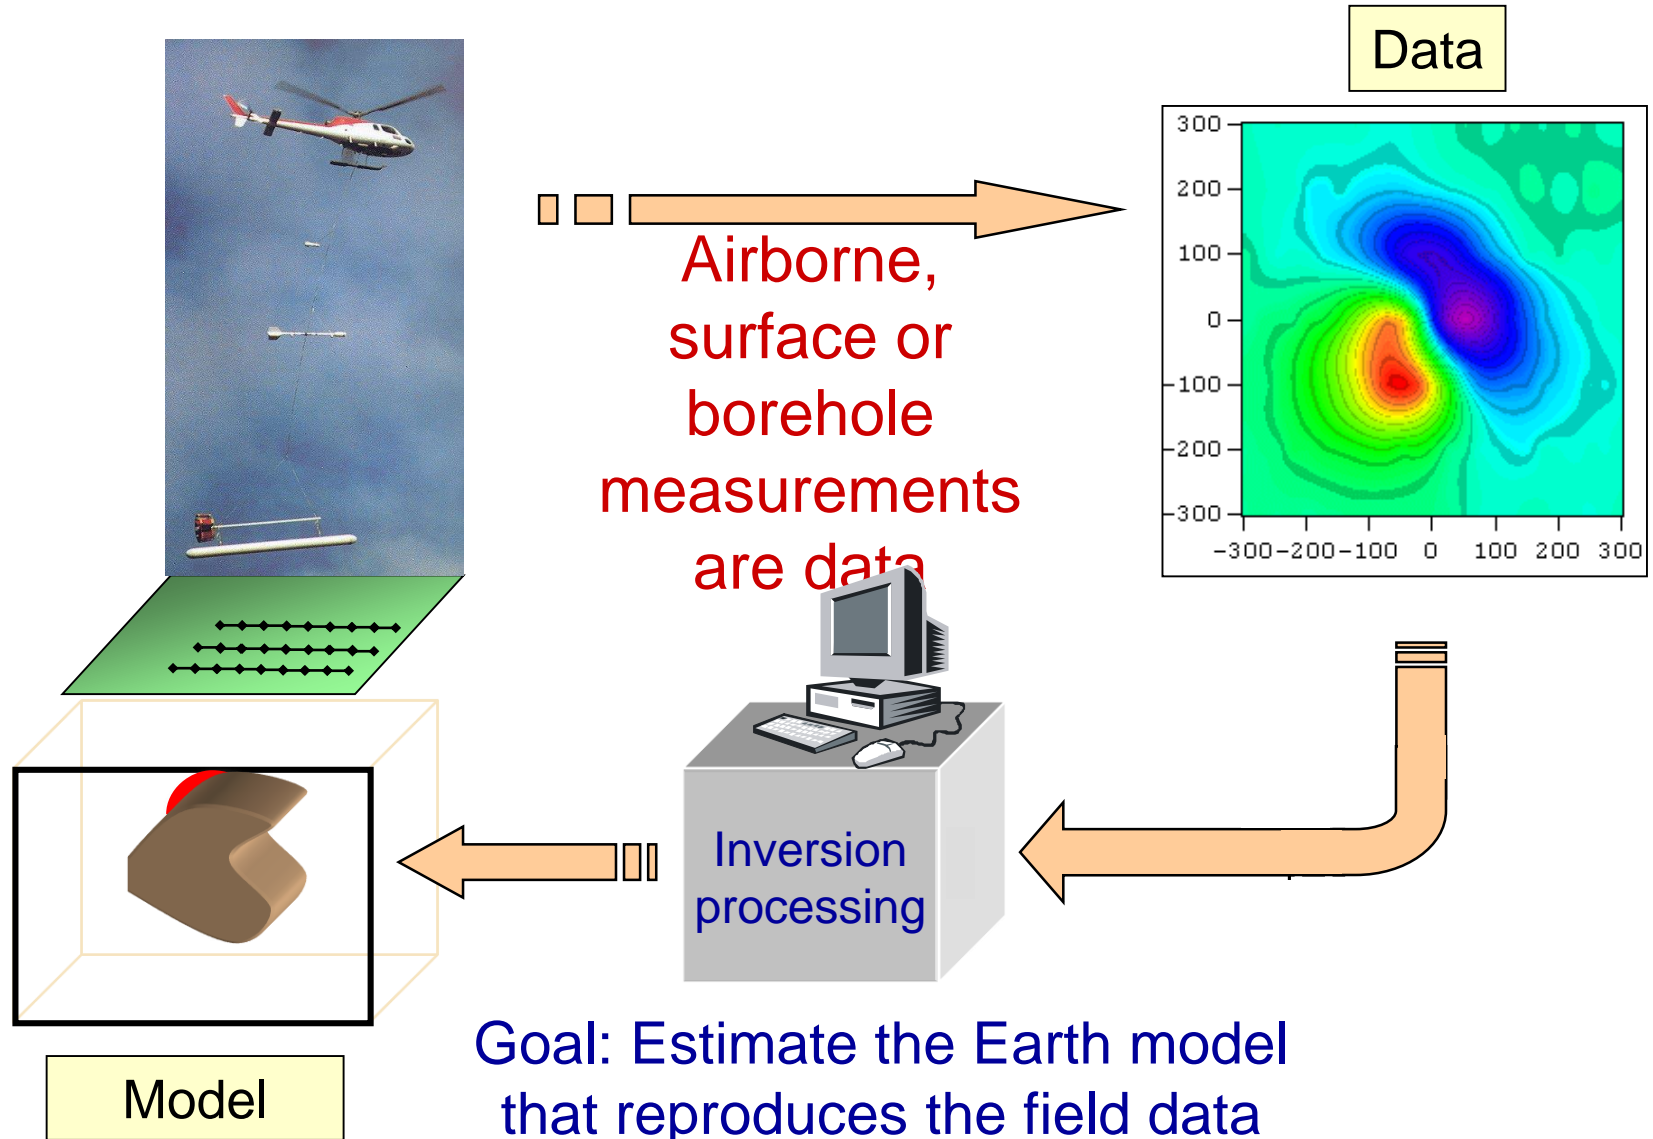 Data
300
200
100
0
-100
-200
-300
-300 -200 -100 0 100 200 300
Airborne,
surface or
borehole
measurements
are data
Inversion
processing
Model
Goal: Estimate the Earth model
that reproduces the field data